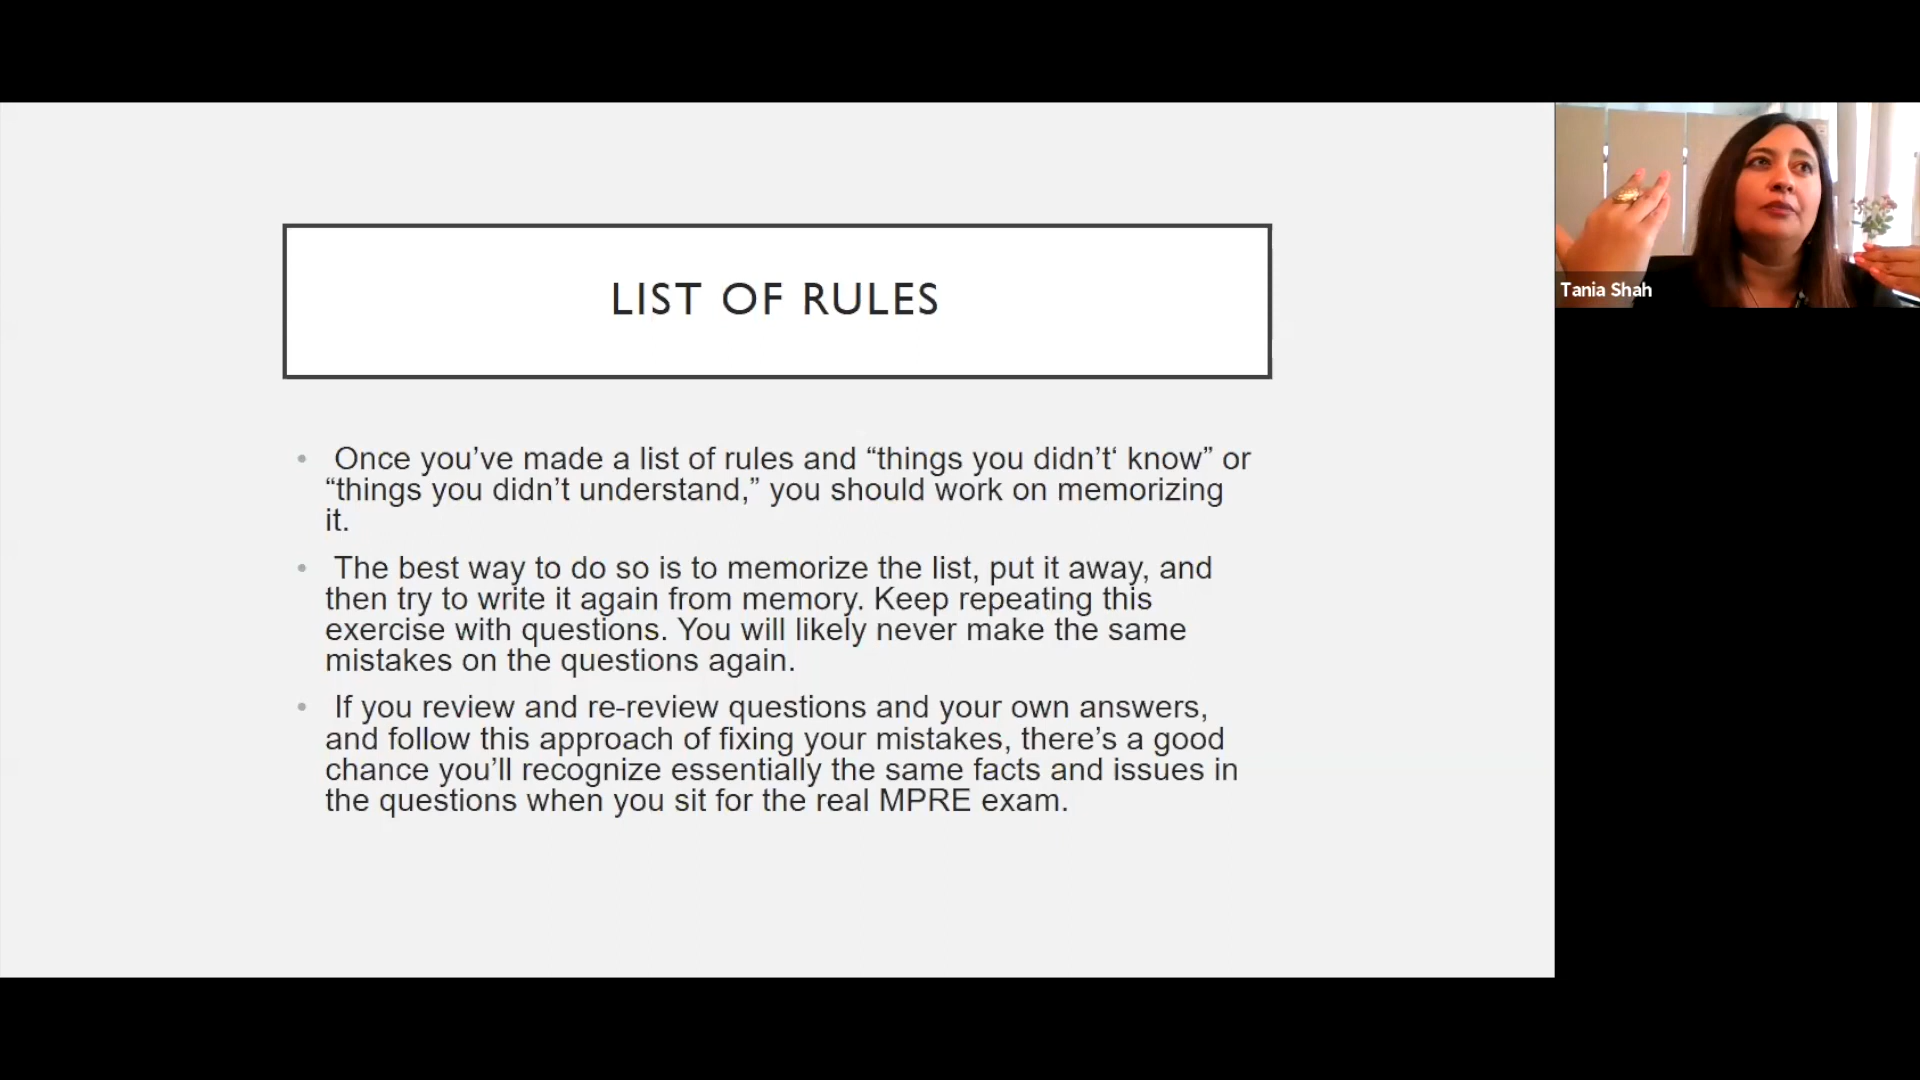 LIST OF RULES
• Once you’ve made a list of rules and “things you didn’t‘ know” or
“things you didn’t understand,” you should work on memorizing
it.
• The best way to do so is to memorize the list, put it away, and
then try to write it again from memory. Keep repeating this
exercise with questions. You will likely never make the same
mistakes on the questions again.
• If you review and re-review questions and your own answers,
and follow this approach of fixing your mistakes, there’s a good
chance you’ll recognize essentially the same facts and issues in
the questions when you sit for the real MPRE exam.
Tania Shah